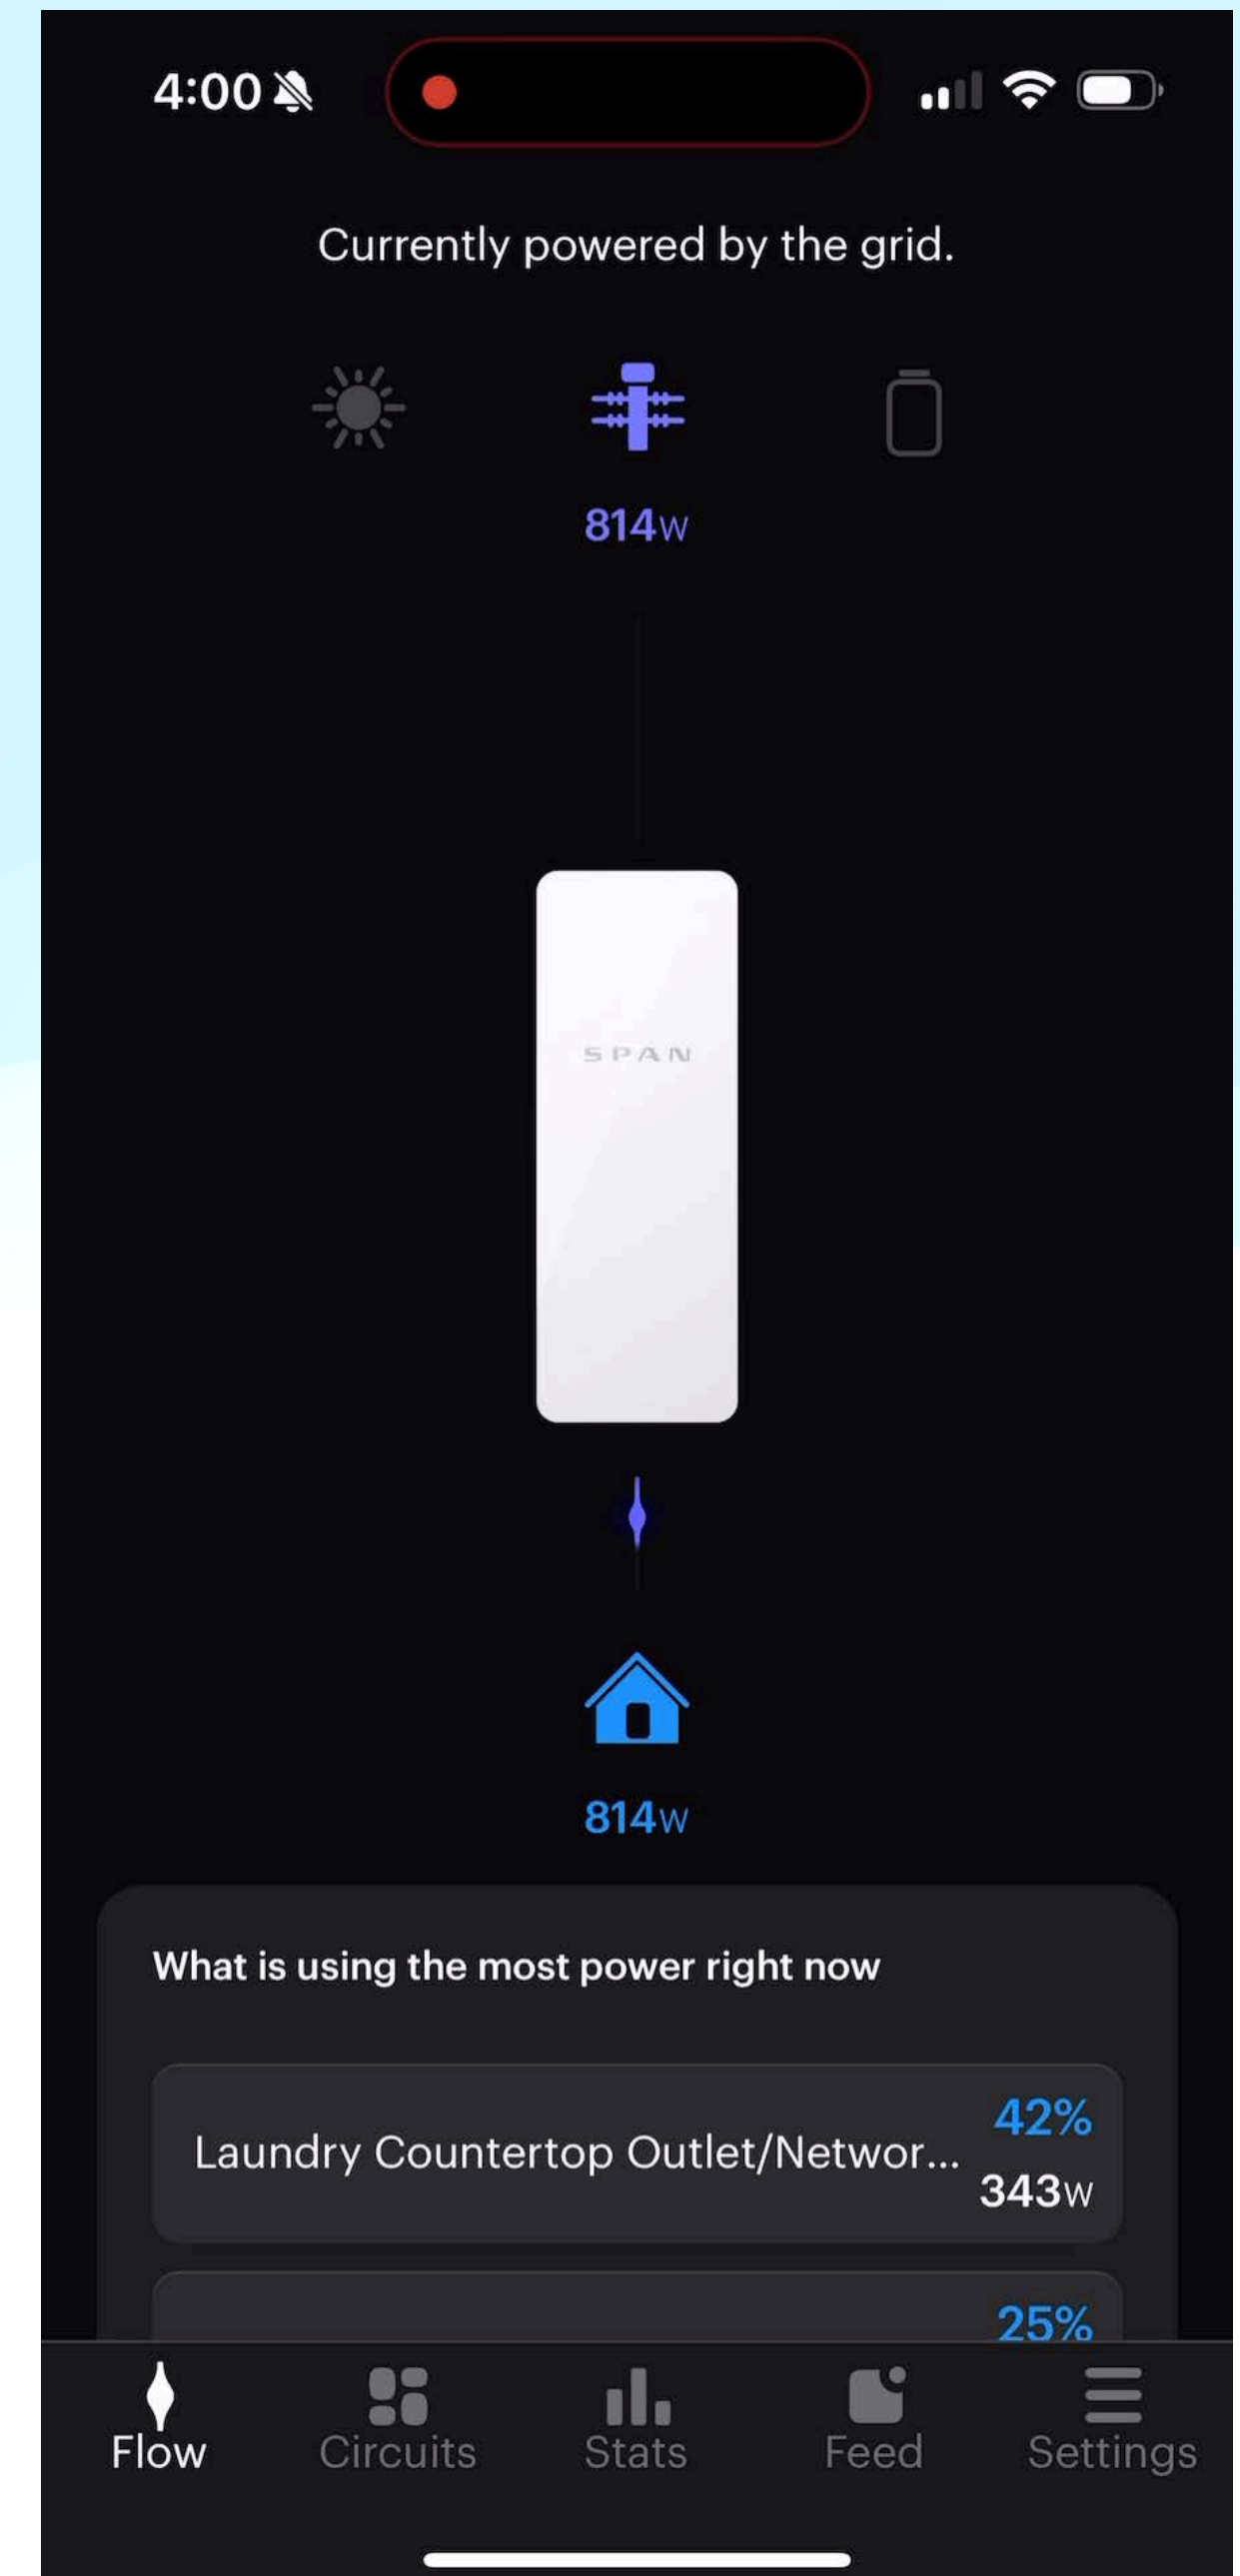 4:00
Currently powered by the grid.
814W
SPAN
814W
What is using the most power right now
42%
Laundry Countertop Outlet/Networ...
343W
25%
Flow
Circuits
Stats
Feed
Settings